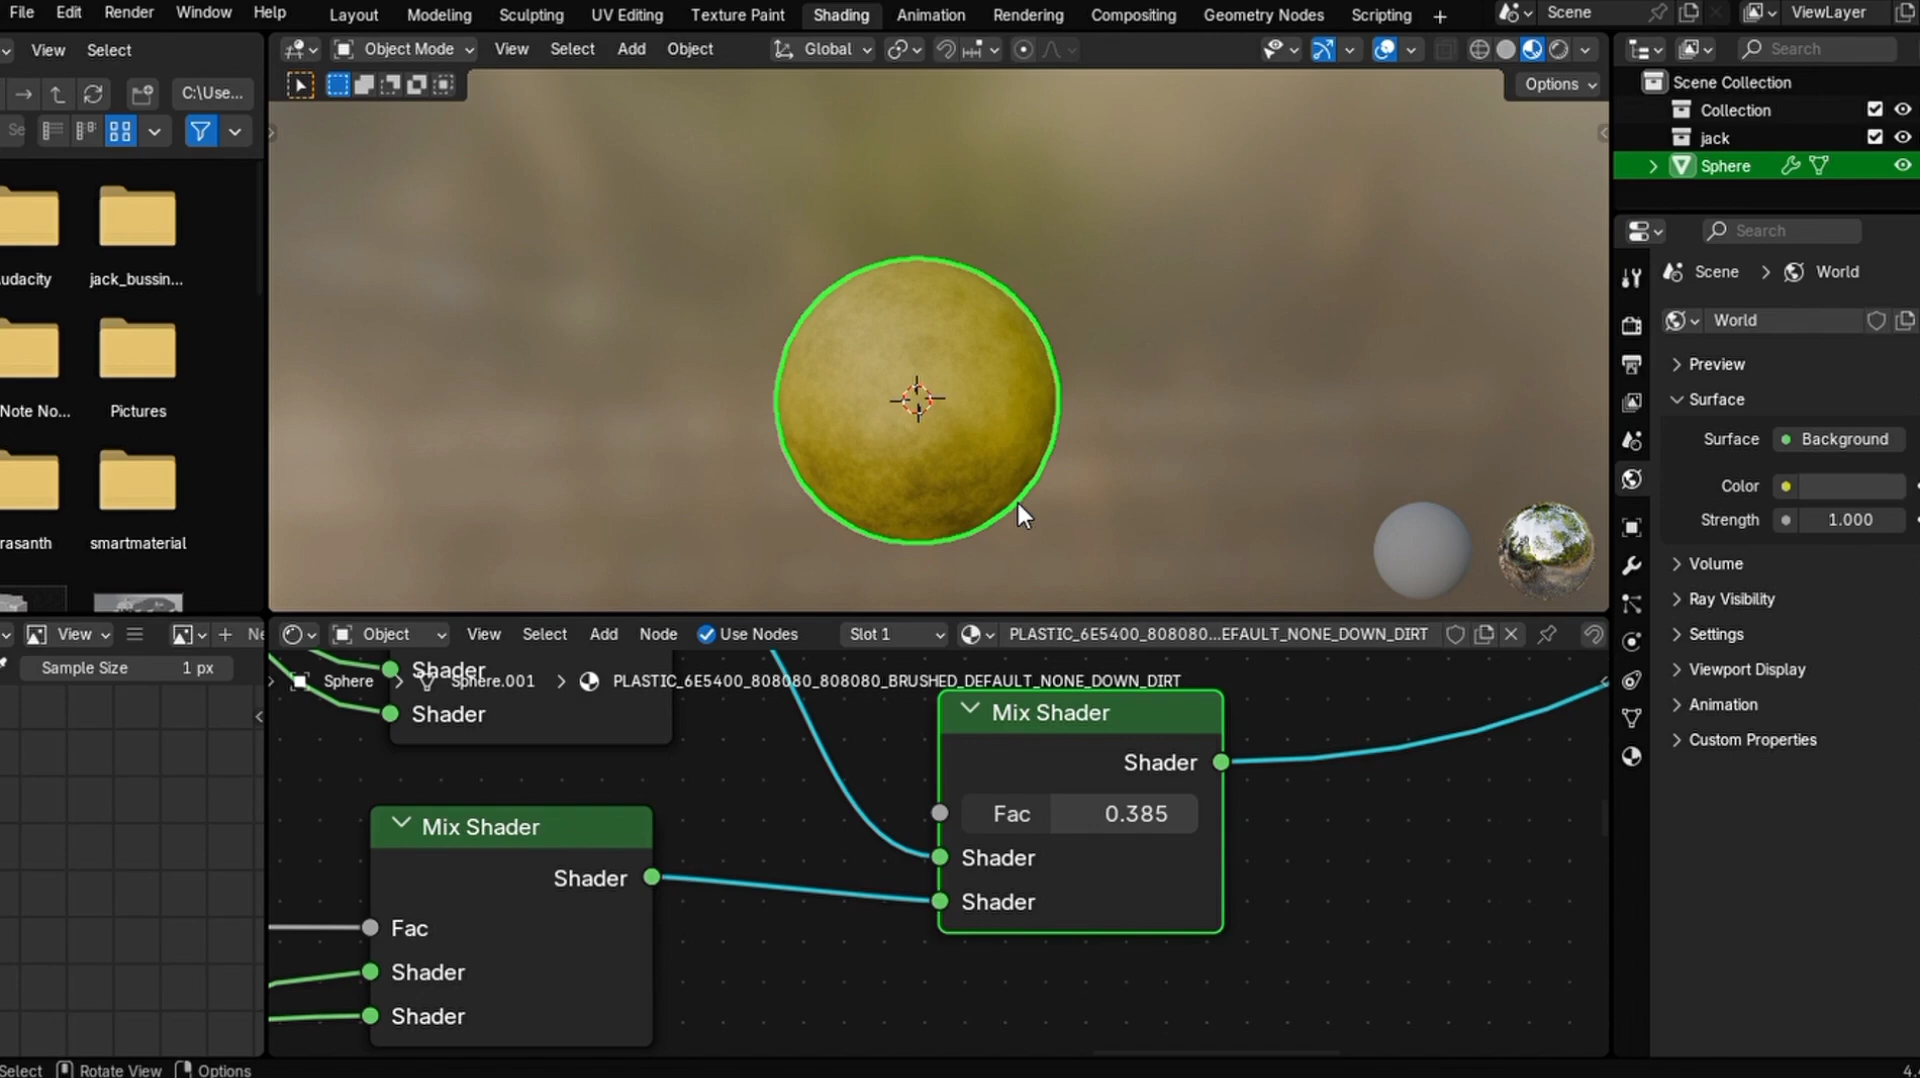 File Edit Render Window Help Layout Modeling Sculpting UV Editing Texture Paint Shading Animation Rendering Compositing Geometry Nodes Scripting + Scene ViewLayer
View Select Object Mode View Select Add Object Global Search
C:\Use... Options
Scene Collection
Collection
jack
Sphere
Search
udacity jack_bussin...
Scene > World
World
Preview
Note No... Pictures
Surface
Surface Background
Color
Strength 1.000
rasanth smartmaterial
Volume
Ray Visibility
Settings
Viewport Display
Animation
Custom Properties
View Object View Select Add Node Use Nodes Slot 1 PLASTIC_6E5400_808080...EFAULT_NONE_DOWN_DIRT
Sample Size 1 px
Sphere > Sphere.001 > PLASTIC_6E5400_808080_808080_BRUSHED_DEFAULT_NONE_DOWN_DIRT
Shader
Shader
Mix Shader
Shader
Fac 0.385
Shader
Shader
Mix Shader
Shader
Fac
Shader
Shader
Select Rotate View Options